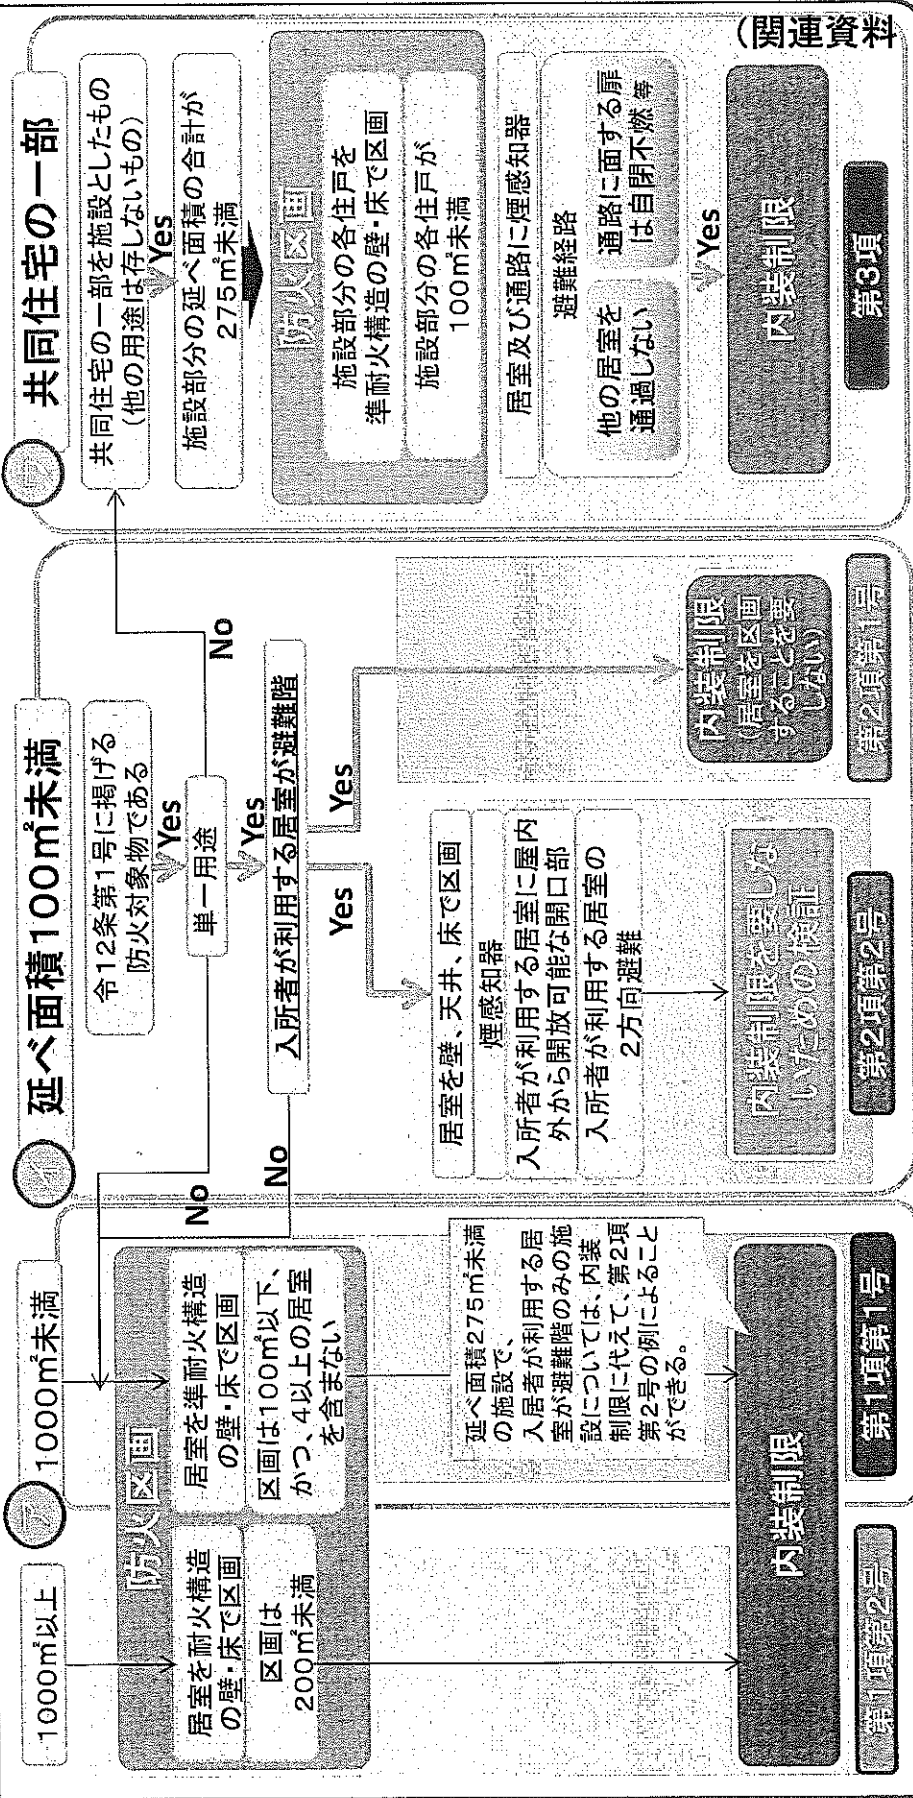 (関連資料
1000㎡以上
居室を耐火構造
の壁・床で区画
区画は
200㎡未満
第1項第2号
ア
1000㎡未満
防火区画
居室を準耐火構造
の壁・床で区画
区画は100㎡以下、
かつ、4以上の居室
を含まない
延べ面積275㎡未満
の施設で、
入居者が利用する居
室が避難階のみの施
設については、内装
制限に代えて、第2項
第2号の例によること
ができる。
内装制限
第1項第1号
イ
延べ面積100㎡未満
令12条第1号に掲げる
防火対象物である
Yes
単一用途
No
No
Yes
入所者が利用する居室が避難階
No
Yes
Yes
居室を壁、天井、床で区画
煙感知器
入所者が利用する居室に屋内
外から開放可能な開口部
入所者が利用する居室の
2方向避難
内装制限を要しな
いための検証
第2項第2号
内装制限
(居室を区画
することを要
しない)
第2項第1号
ウ
共同住宅の一部
共同住宅の一部を施設としたもの
(他の用途は存しないもの)
Yes
施設部分の延べ面積の合計が
275㎡未満
防火区画
施設部分の各住戸を
準耐火構造の壁・床で区画
施設部分の各住戸が
100㎡未満
居室及び通路に煙感知器
避難経路
他の居室を
通過しない
通路に面する扉
は自閉不燃 等
Yes
内装制限
第3項